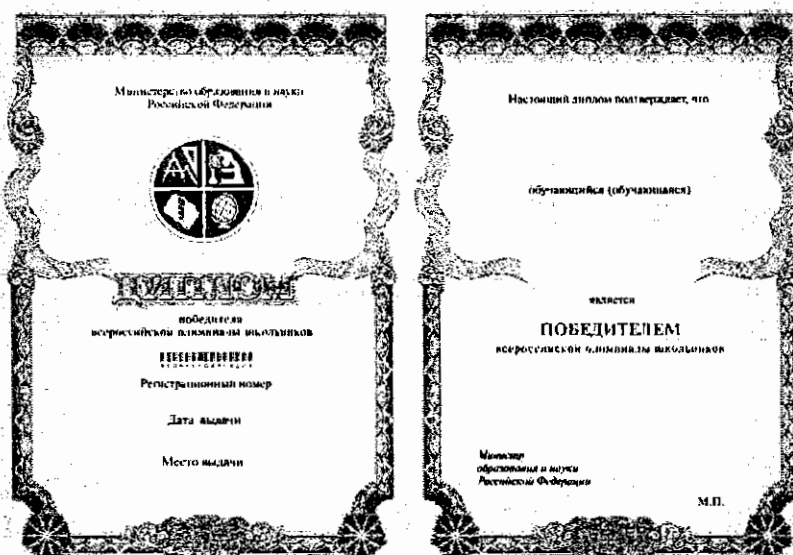 Министерство образования и науки
Российской Федерации
ДИПЛОМ
победителя
всероссийской олимпиады школьников
Регистрационный номер
Дата выдачи
Место выдачи
Настоящий диплом подтверждает, что
обучающийся (обучающаяся)
является
ПОБЕДИТЕЛЕМ
всероссийской олимпиады школьников
Министр
образования и науки
Российской Федерации
М.П.